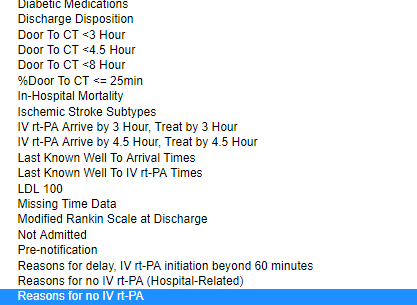 Diabetic Medications
Discharge Disposition
Door To CT <3 Hour
Door To CT <4.5 Hour
Door To CT <8 Hour
%Door To CT <= 25min
In-Hospital Mortality
Ischemic Stroke Subtypes
IV rt-PA Arrive by 3 Hour, Treat by 3 Hour
IV rt-PA Arrive by 4.5 Hour, Treat by 4.5 Hour
Last Known Well To Arrival Times
Last Known Well To IV rt-PA Times
LDL 100
Missing Time Data
Modified Rankin Scale at Discharge
Not Admitted
Pre-notification
Reasons for delay, IV rt-PA initiation beyond 60 minutes
Reasons for no IV rt-PA (Hospital-Related)
Reasons for no IV rt-PA